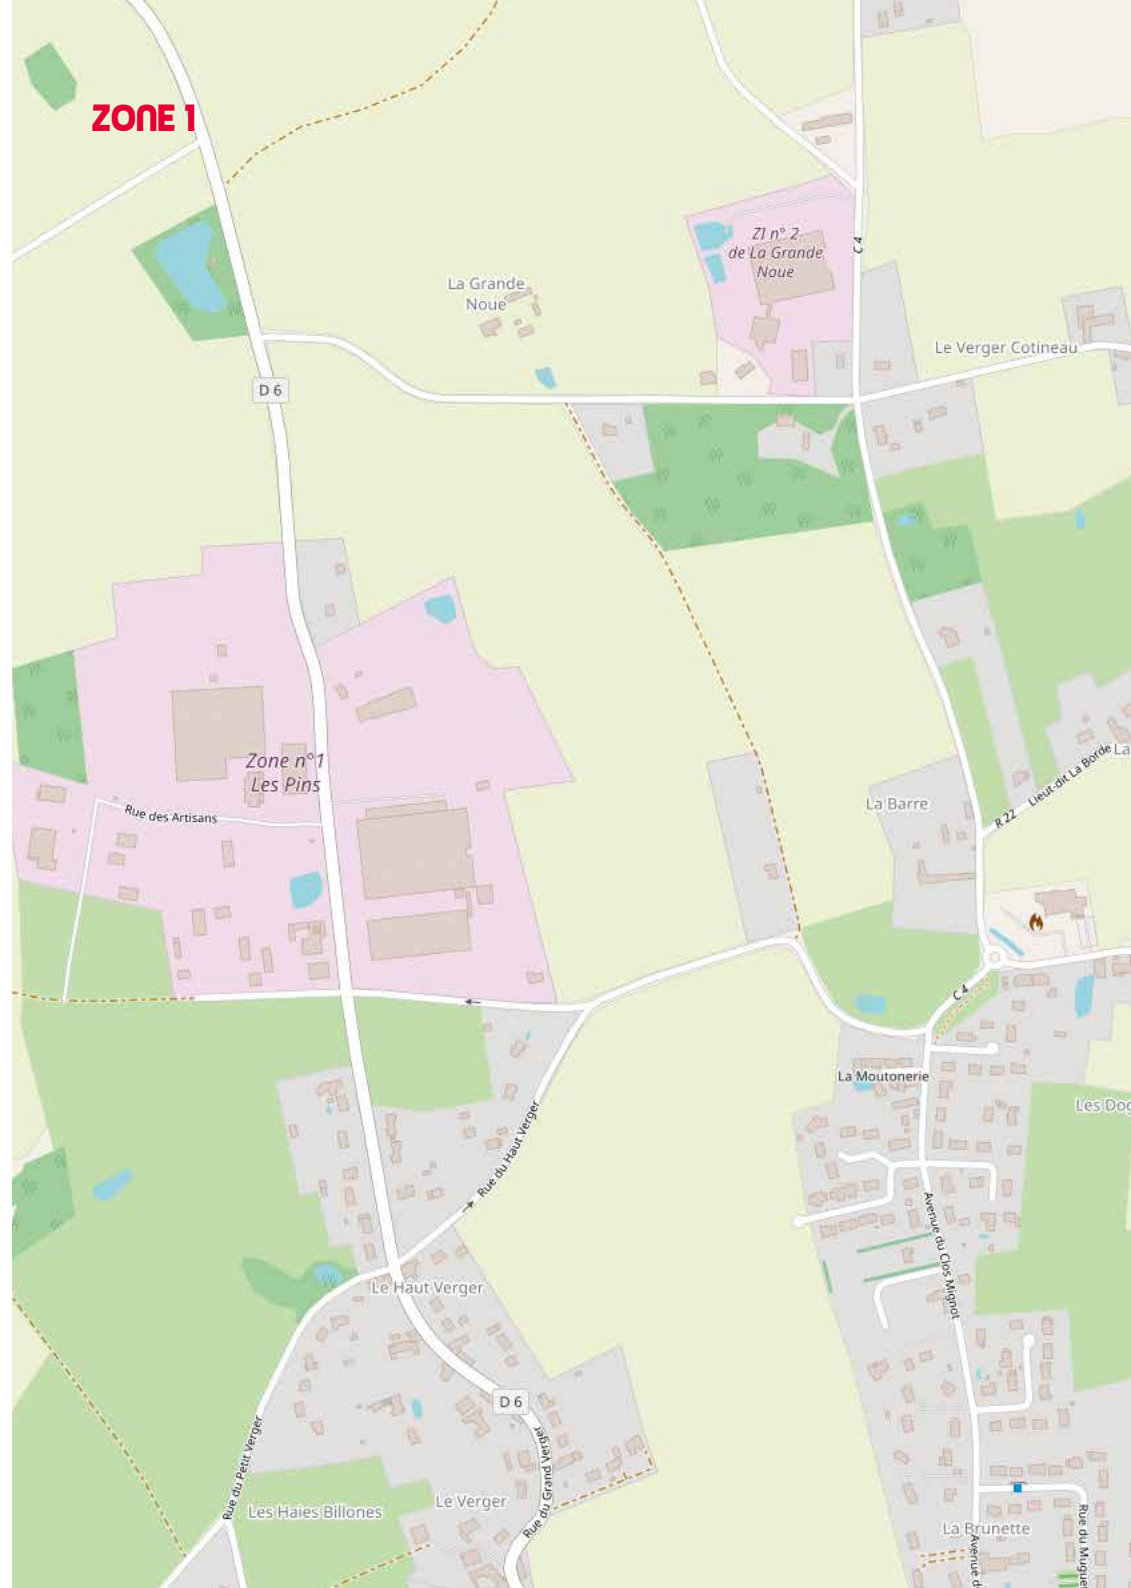 ZONE 1
ZI n° 2
de La Grande
Noue
C 4
La Grande
Noue
Le Verger Cotineau
D 6
Zone n°1
Les Pins
Rue des Artisans
La Barre
R 22
Lieut-dit La Borde
La
C 4
La Moutonerie
Les Dog
Rue du Haut Verger
Avenue du Clos Mignot
Le Haut Verger
D 6
Rue du Petit Verger
Rue du Grand Verger
Le Verger
Les Haies Billones
La Brunette
Avenue d
Rue du Mugue